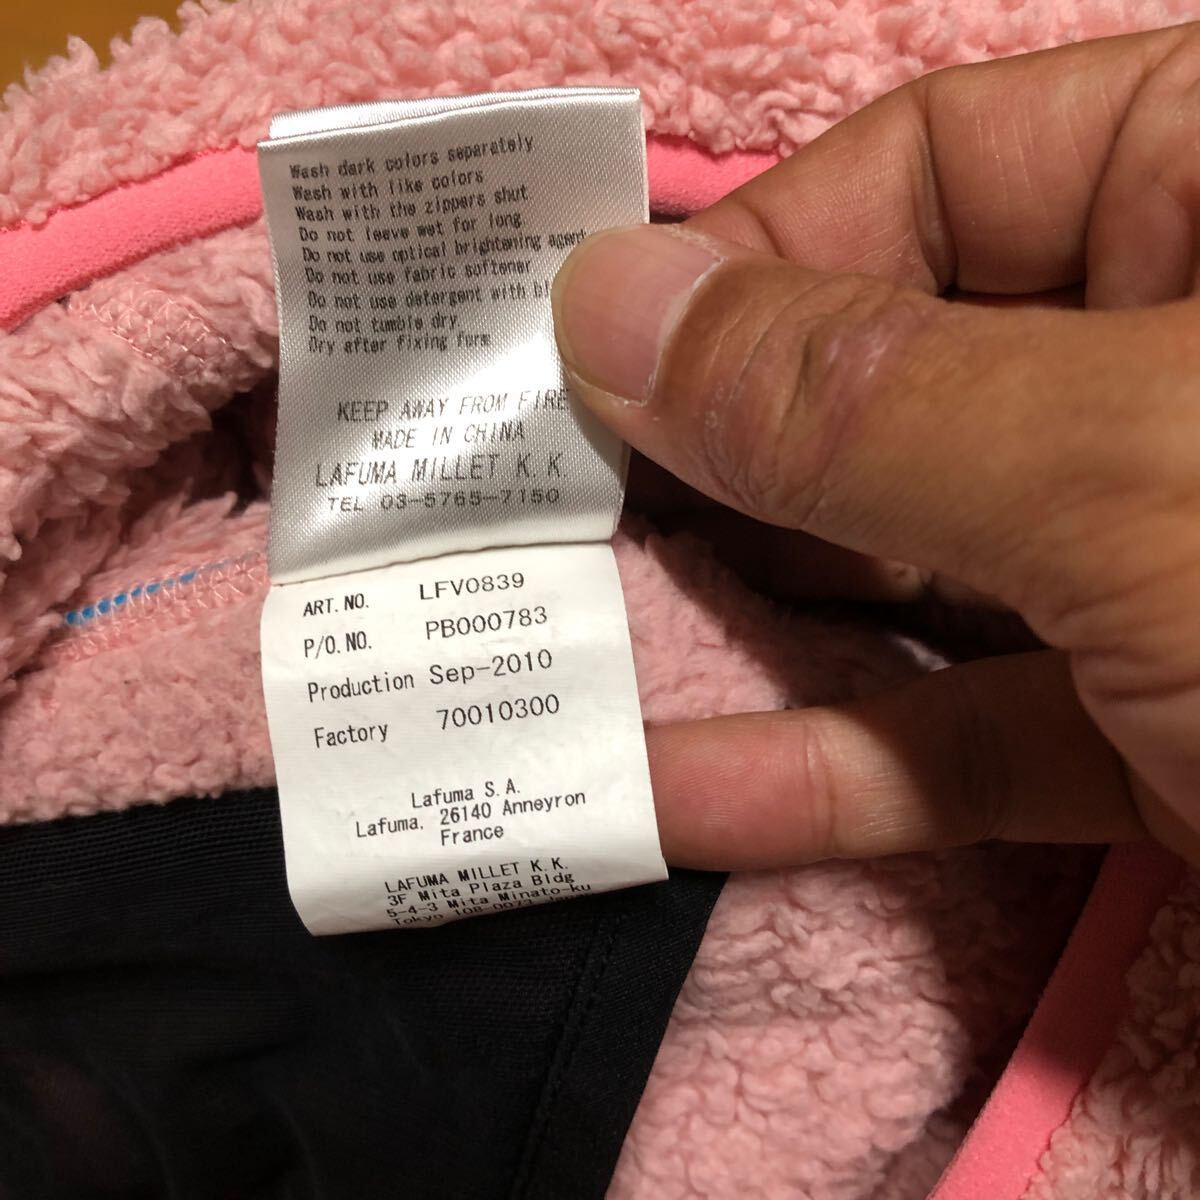 Wash dark colors separately
Wash with like colors
Wash with the zippers shut
Do not leave wet for long
Do not use optical brightening agent
Do not use fabric softener
Do not use detergent with
Do not tumble dry
Dry after fixing form
KEEP AWAY FROM FIRE
MADE IN CHINA
LAFUMA MILLET K.K.
TEL 03-5765-7150
ART. NO. LFV0839
P/O. NO. PB000783
Production Sep-2010
Factory 70010300
Lafuma S.A.
Lafuma. 26140 Anneyron
France
LAFUMA MILLET K.K.
3F Mita Plaza Bldg
5-4-3 Mita Minato-ku
Tokyo 108-0073